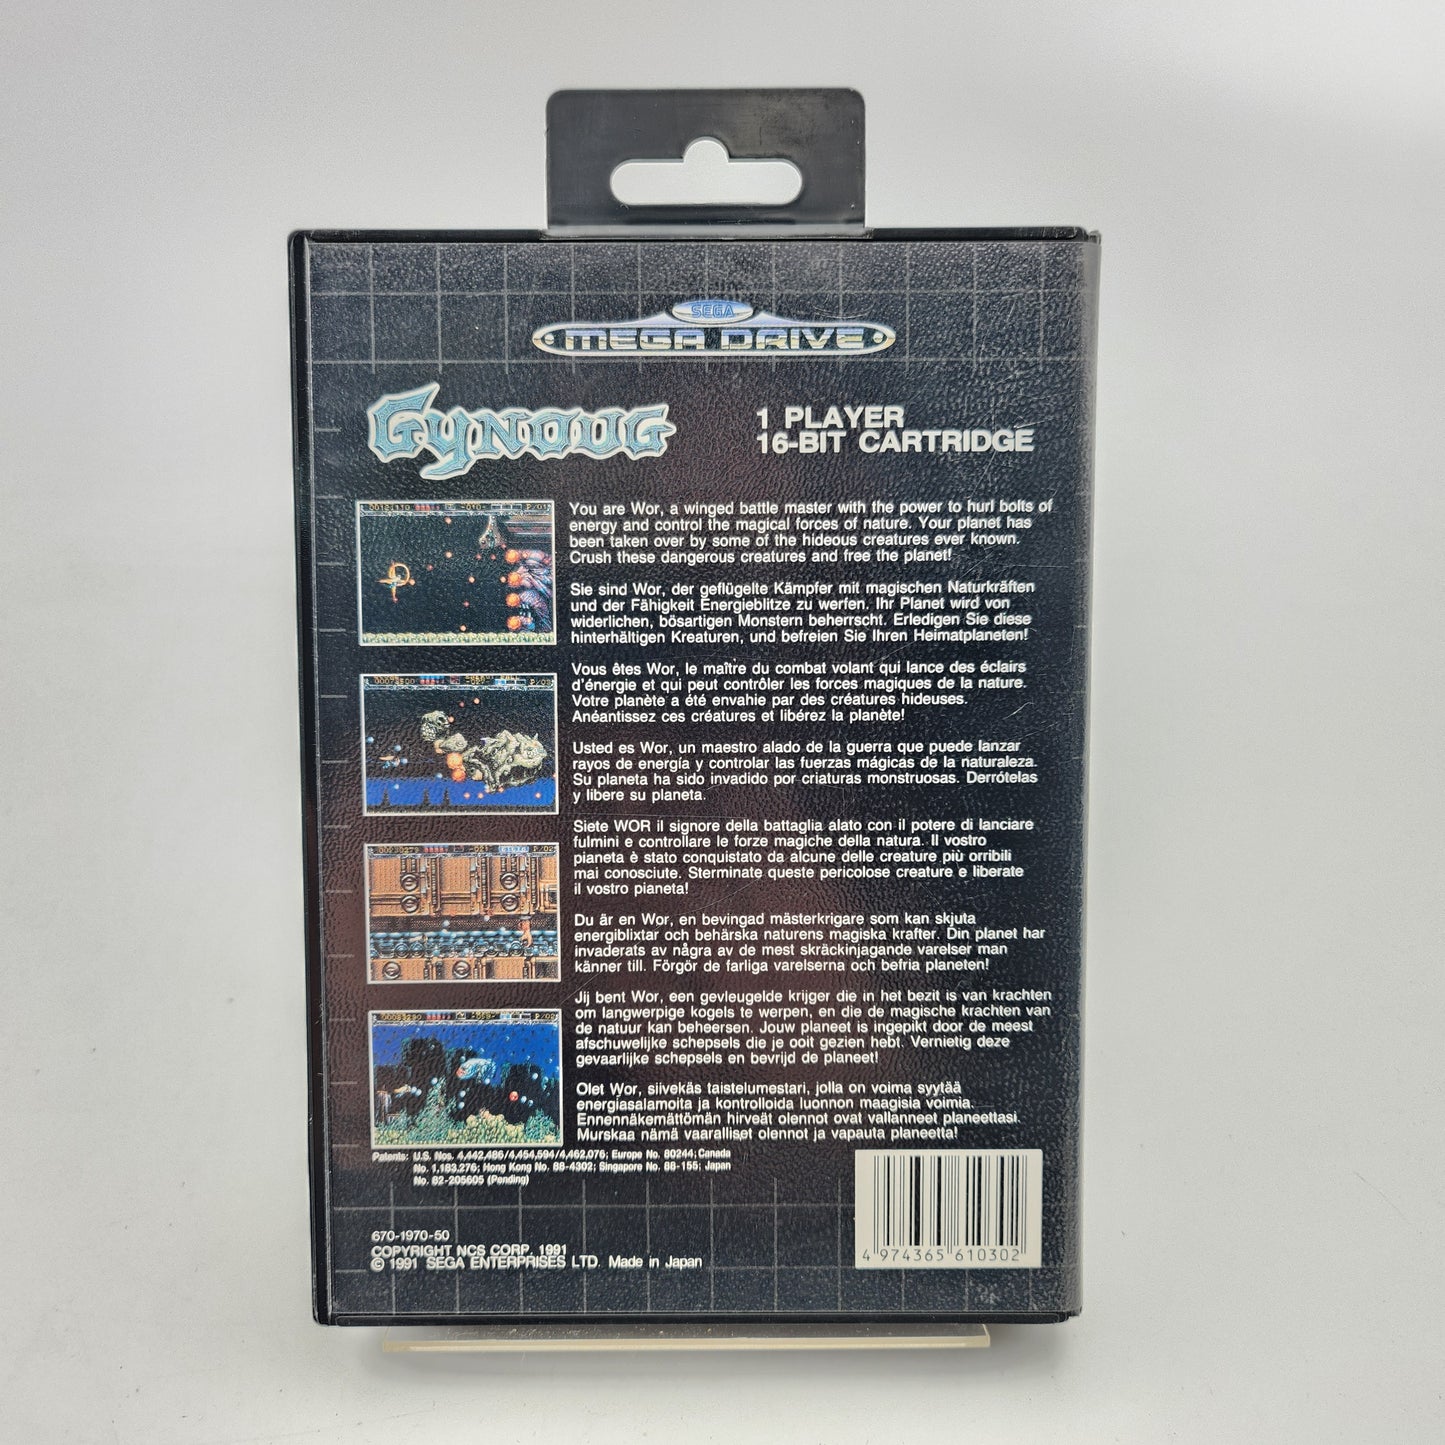 SEGA
MEGA DRIVE
GYNOUG
1 PLAYER
16-BIT CARTRIDGE
You are Wor, a winged battle master with the power to hurl bolts of
energy and control the magical forces of nature. Your planet has
been taken over by some of the hideous creatures ever known.
Crush these dangerous creatures and free the planet!
Sie sind Wor, der geflügelte Kämpfer mit magischen Naturkräften
und der Fähigkeit Energieblitze zu werfen. Ihr Planet wird von
widerlichen, bösartigen Monstern beherrscht. Erledigen Sie diese
hinterhältigen Kreaturen, und befreien Sie Ihren Heimatplaneten!
Vous êtes Wor, le maître du combat volant qui lance des éclairs
d'énergie et qui peut contrôler les forces magiques de la nature.
Votre planète a été envahie par des créatures hideuses.
Anéantissez ces créatures et libérez la planète!
Usted es Wor, un maestro alado de la guerra que puede lanzar
rayos de energía y controlar las fuerzas mágicas de la naturaleza.
Su planeta ha sido invadido por criaturas monstruosas. Derrótelas
y libere su planeta.
Siete WOR il signore della battaglia alato con il potere di lanciare
fulmini e controllare le forze magiche della natura. Il vostro
pianeta è stato conquistato da alcune delle creature più orribili
mai conosciute. Sterminate queste pericolose creature e liberate
il vostro pianeta!
Du är en Wor, en bevingad mästerkrigare som kan skjuta
energiblixtar och behärska naturens magiska krafter. Din planet har
invaderats av några av de mest skräckinjagande varelser man
känner till. Förgör de farliga varelserna och befria planeten!
Jij bent Wor, een gevleugelde krijger die in het bezit is van krachten
om langwerpige kogels te werpen, en die de magische krachten van
de natuur kan beheersen. Jouw planeet is ingepikt door de meest
afschuwelijke schepsels die je ooit gezien hebt. Vernietig deze
gevaarlijke schepsels en bevrijd de planeet!
Olet Wor, siivekäs taistelumestari, jolla on voima syytää
energiasalamoita ja kontrolloida luonnon maagisia voimia.
Ennennäkemättömän hirveät olennot ovat vallanneet planeettasi.
Murskaa nämä vaaralliset olennot ja vapauta planeetta!
Patents: U.S. Nos. 4,442,486/4,454,594/4,462,076; Europe No. 80244; Canada
No. 1,183,276; Hong Kong No. 88-4302; Singapore No. 88-155; Japan
No. 82-205605 (Pending)
670-1970-50
COPYRIGHT NCS CORP. 1991
© 1991 SEGA ENTERPRISES LTD. Made in Japan
4 974365 610302